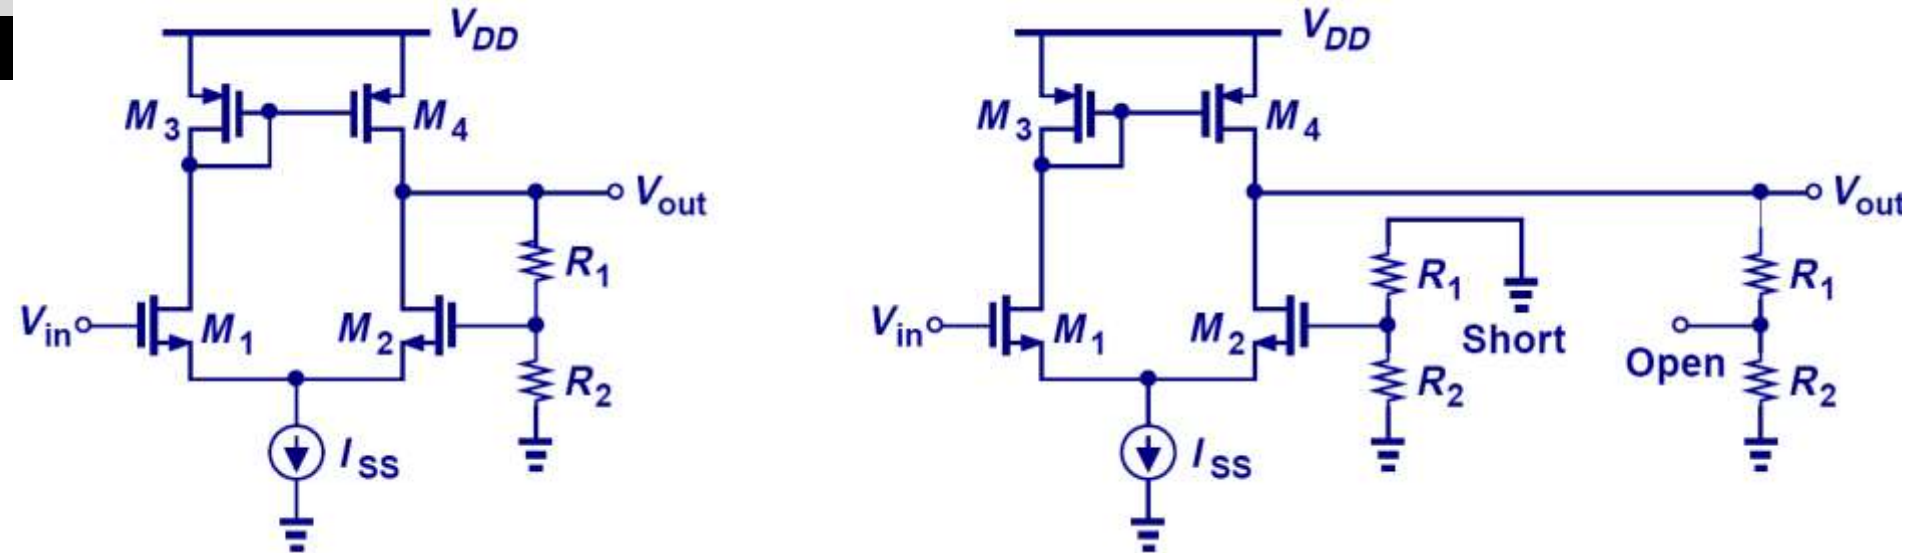 V_DD
M_3
M_4
V_out
R_1
V_in
M_1
M_2
R_2
I_SS
V_DD
M_3
M_4
V_out
R_1
R_1
V_in
M_1
M_2
Short
Open
R_2
R_2
I_SS